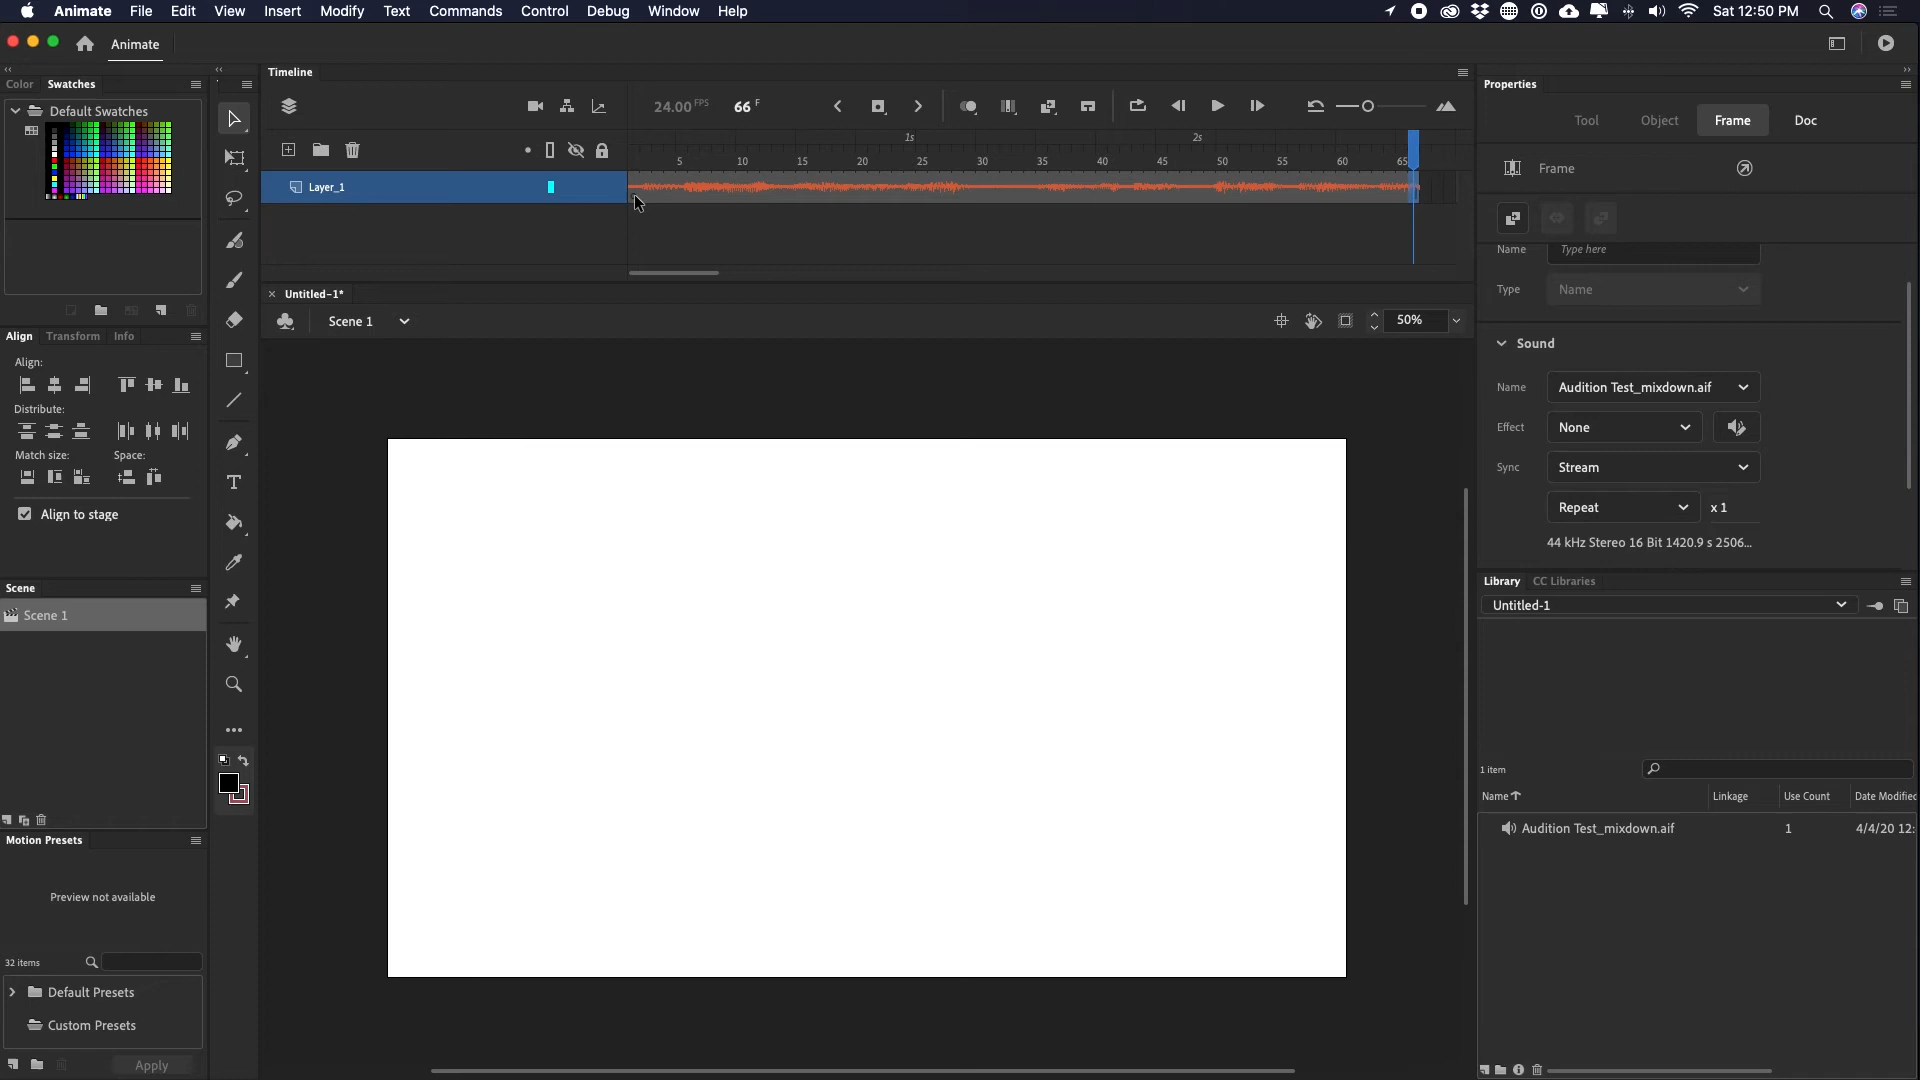 Animate File Edit View Insert Modify Text Commands Control Debug Window Help Sat 12:50 PM
Animate
Color Swatches
Default Swatches
Align Transform Info
Align:
Distribute:
Match size: Space:
Align to stage
Scene
Scene 1
Motion Presets
Preview not available
32 items
Default Presets
Custom Presets
Apply
Timeline
24.00 FPS 66 F
1s 2s
5 10 15 20 25 30 35 40 45 50 55 60 65
Layer_1
Untitled-1*
Scene 1 50%
Properties
Tool Object Frame Doc
Frame
Name Type here
Type Name
Sound
Name Audition Test_mixdown.aif
Effect None
Sync Stream
Repeat x 1
44 kHz Stereo 16 Bit 1420.9 s 2506...
Library CC Libraries
Untitled-1
1 item
Name Linkage Use Count Date Modified
Audition Test_mixdown.aif 1 4/4/20 12: